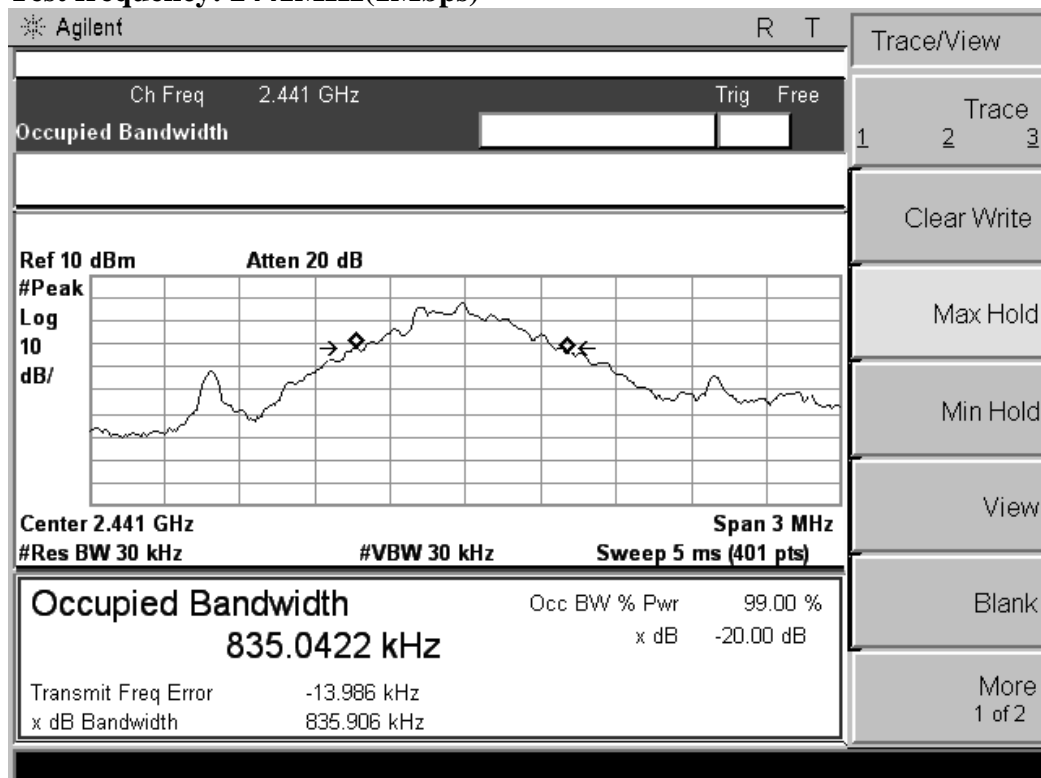 Test frequency: 2441MHz(1Mbps)
Agilent R T
Trace/View
Ch Freq 2.441 GHz Trig Free
Occupied Bandwidth
Trace
1 2 3
Clear Write
Ref 10 dBm Atten 20 dB
#Peak
Log
10
dB/
Max Hold
Min Hold
View
Center 2.441 GHz Span 3 MHz
#Res BW 30 kHz #VBW 30 kHz Sweep 5 ms (401 pts)
Occupied Bandwidth Occ BW % Pwr 99.00 %
835.0422 kHz x dB -20.00 dB
Blank
Transmit Freq Error -13.986 kHz
x dB Bandwidth 835.906 kHz
More
1 of 2